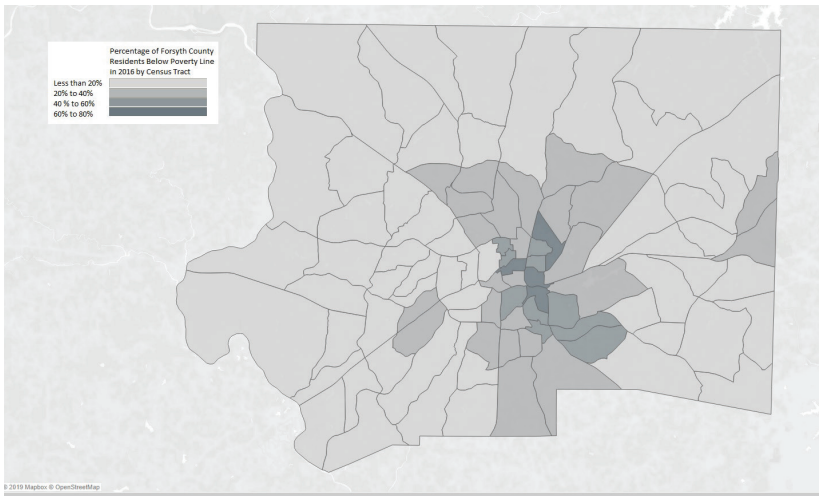 Percentage of Forsyth County
Residents Below Poverty Line
in 2016 by Census Tract
Less than 20%
20% to 40%
40 % to 60%
60% to 80%
© 2019 Mapbox © OpenStreetMap